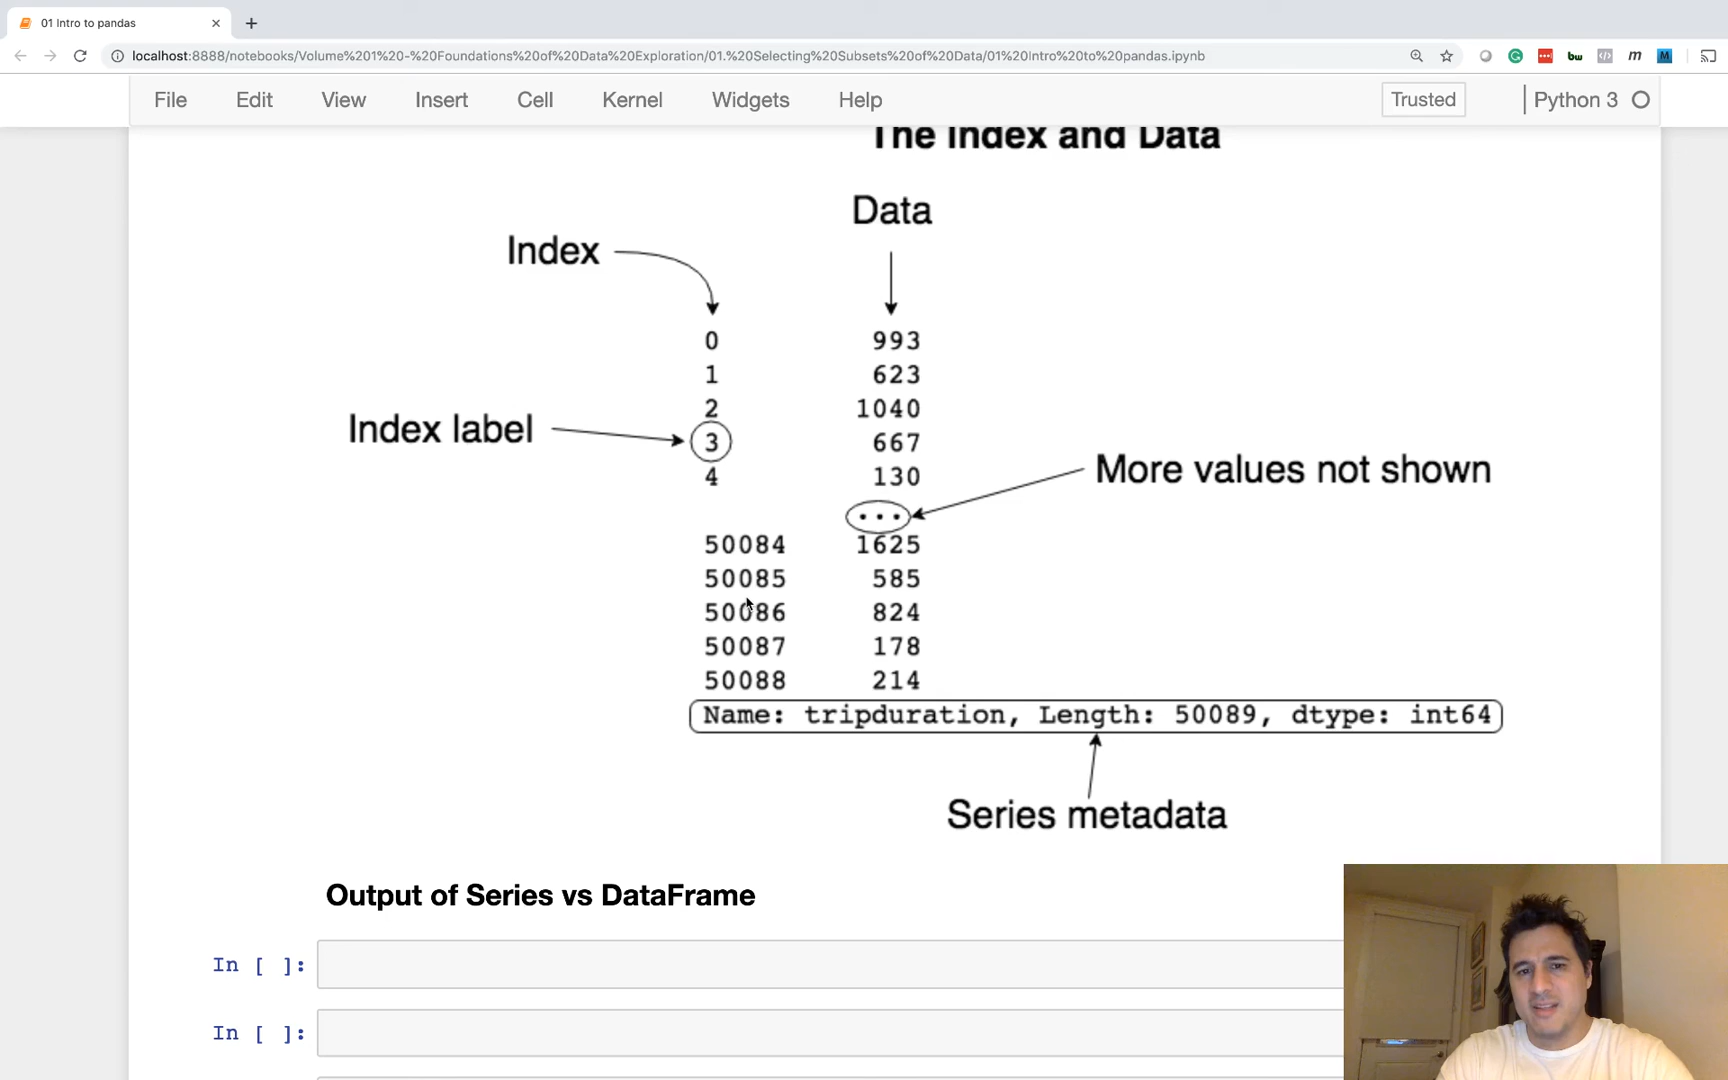 01 Intro to pandas
localhost:8888/notebooks/Volume%201%20-%20Foundations%20of%20Data%20Exploration/01.%20Selecting%20Subsets%20of%20Data/01%20Intro%20to%20pandas.ipynb
File Edit View Insert Cell Kernel Widgets Help Trusted Python 3
The Index and Data
Data
Index
0 993
1 623
2 1040
Index label
3 667
4 130
More values not shown
...
50084 1625
50085 585
50086 824
50087 178
50088 214
Name: tripduration, Length: 50089, dtype: int64
Series metadata
Output of Series vs DataFrame
In [ ]:
In [ ]: